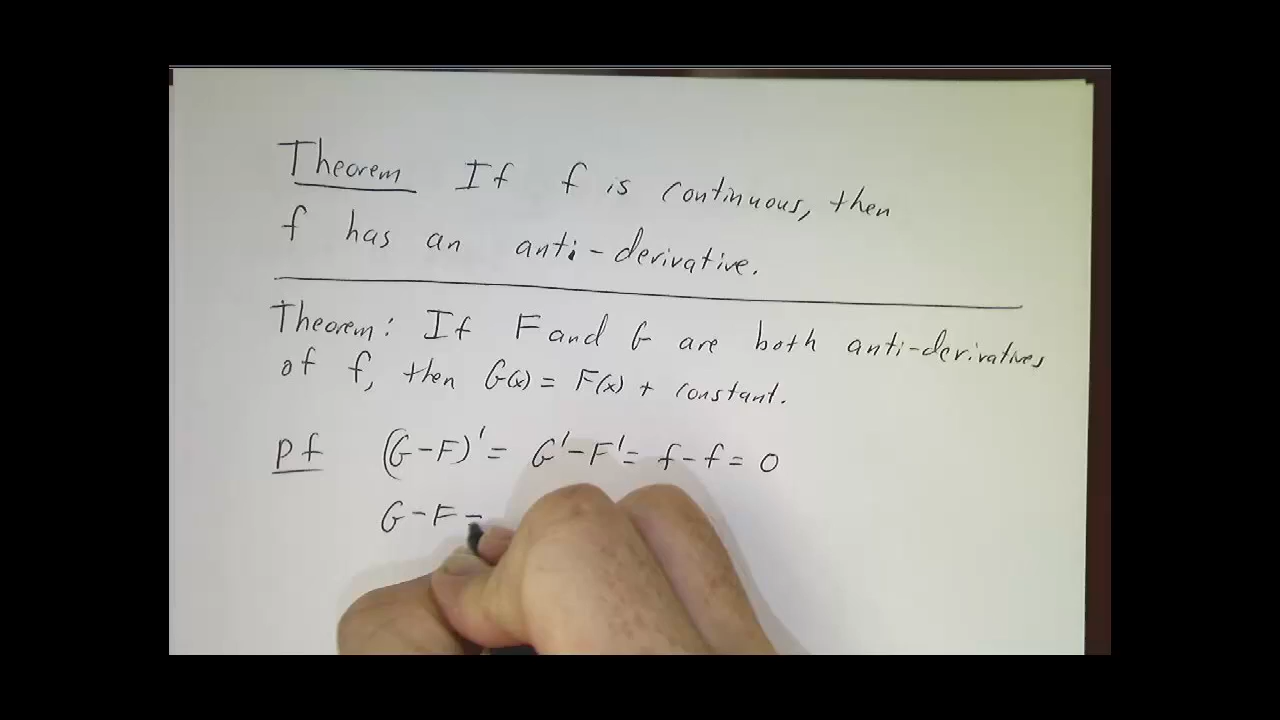 Theorem If f is continuous, then
f has an anti-derivative.
Theorem: If F and G are both anti-derivatives
of f, then G(x) = F(x) + constant.
Pf (G-F)' = G'-F' = f-f = 0
G-F =